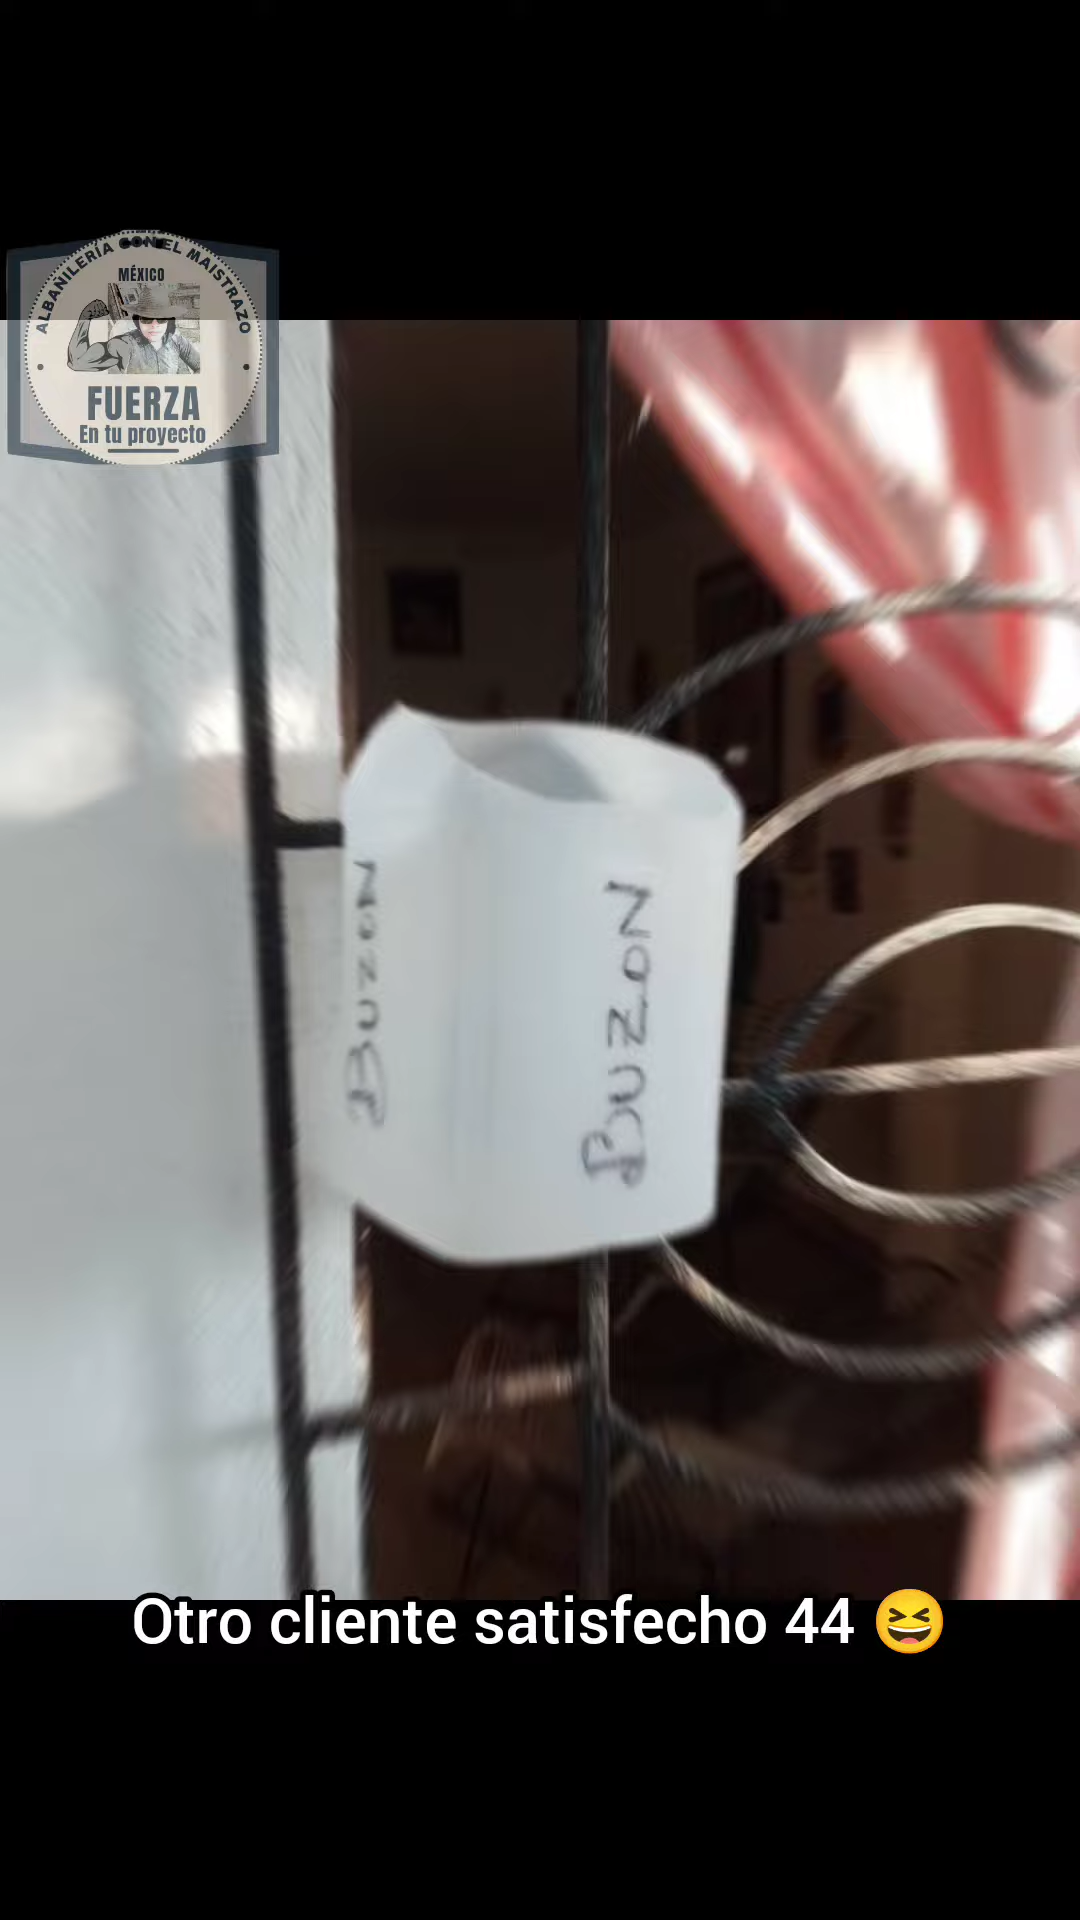 ALBAÑILERÍA CON EL MAISTRAZO
MÉXICO
FUERZA
En tu proyecto
BUZON
BUZON
Otro cliente satisfecho 44 😆